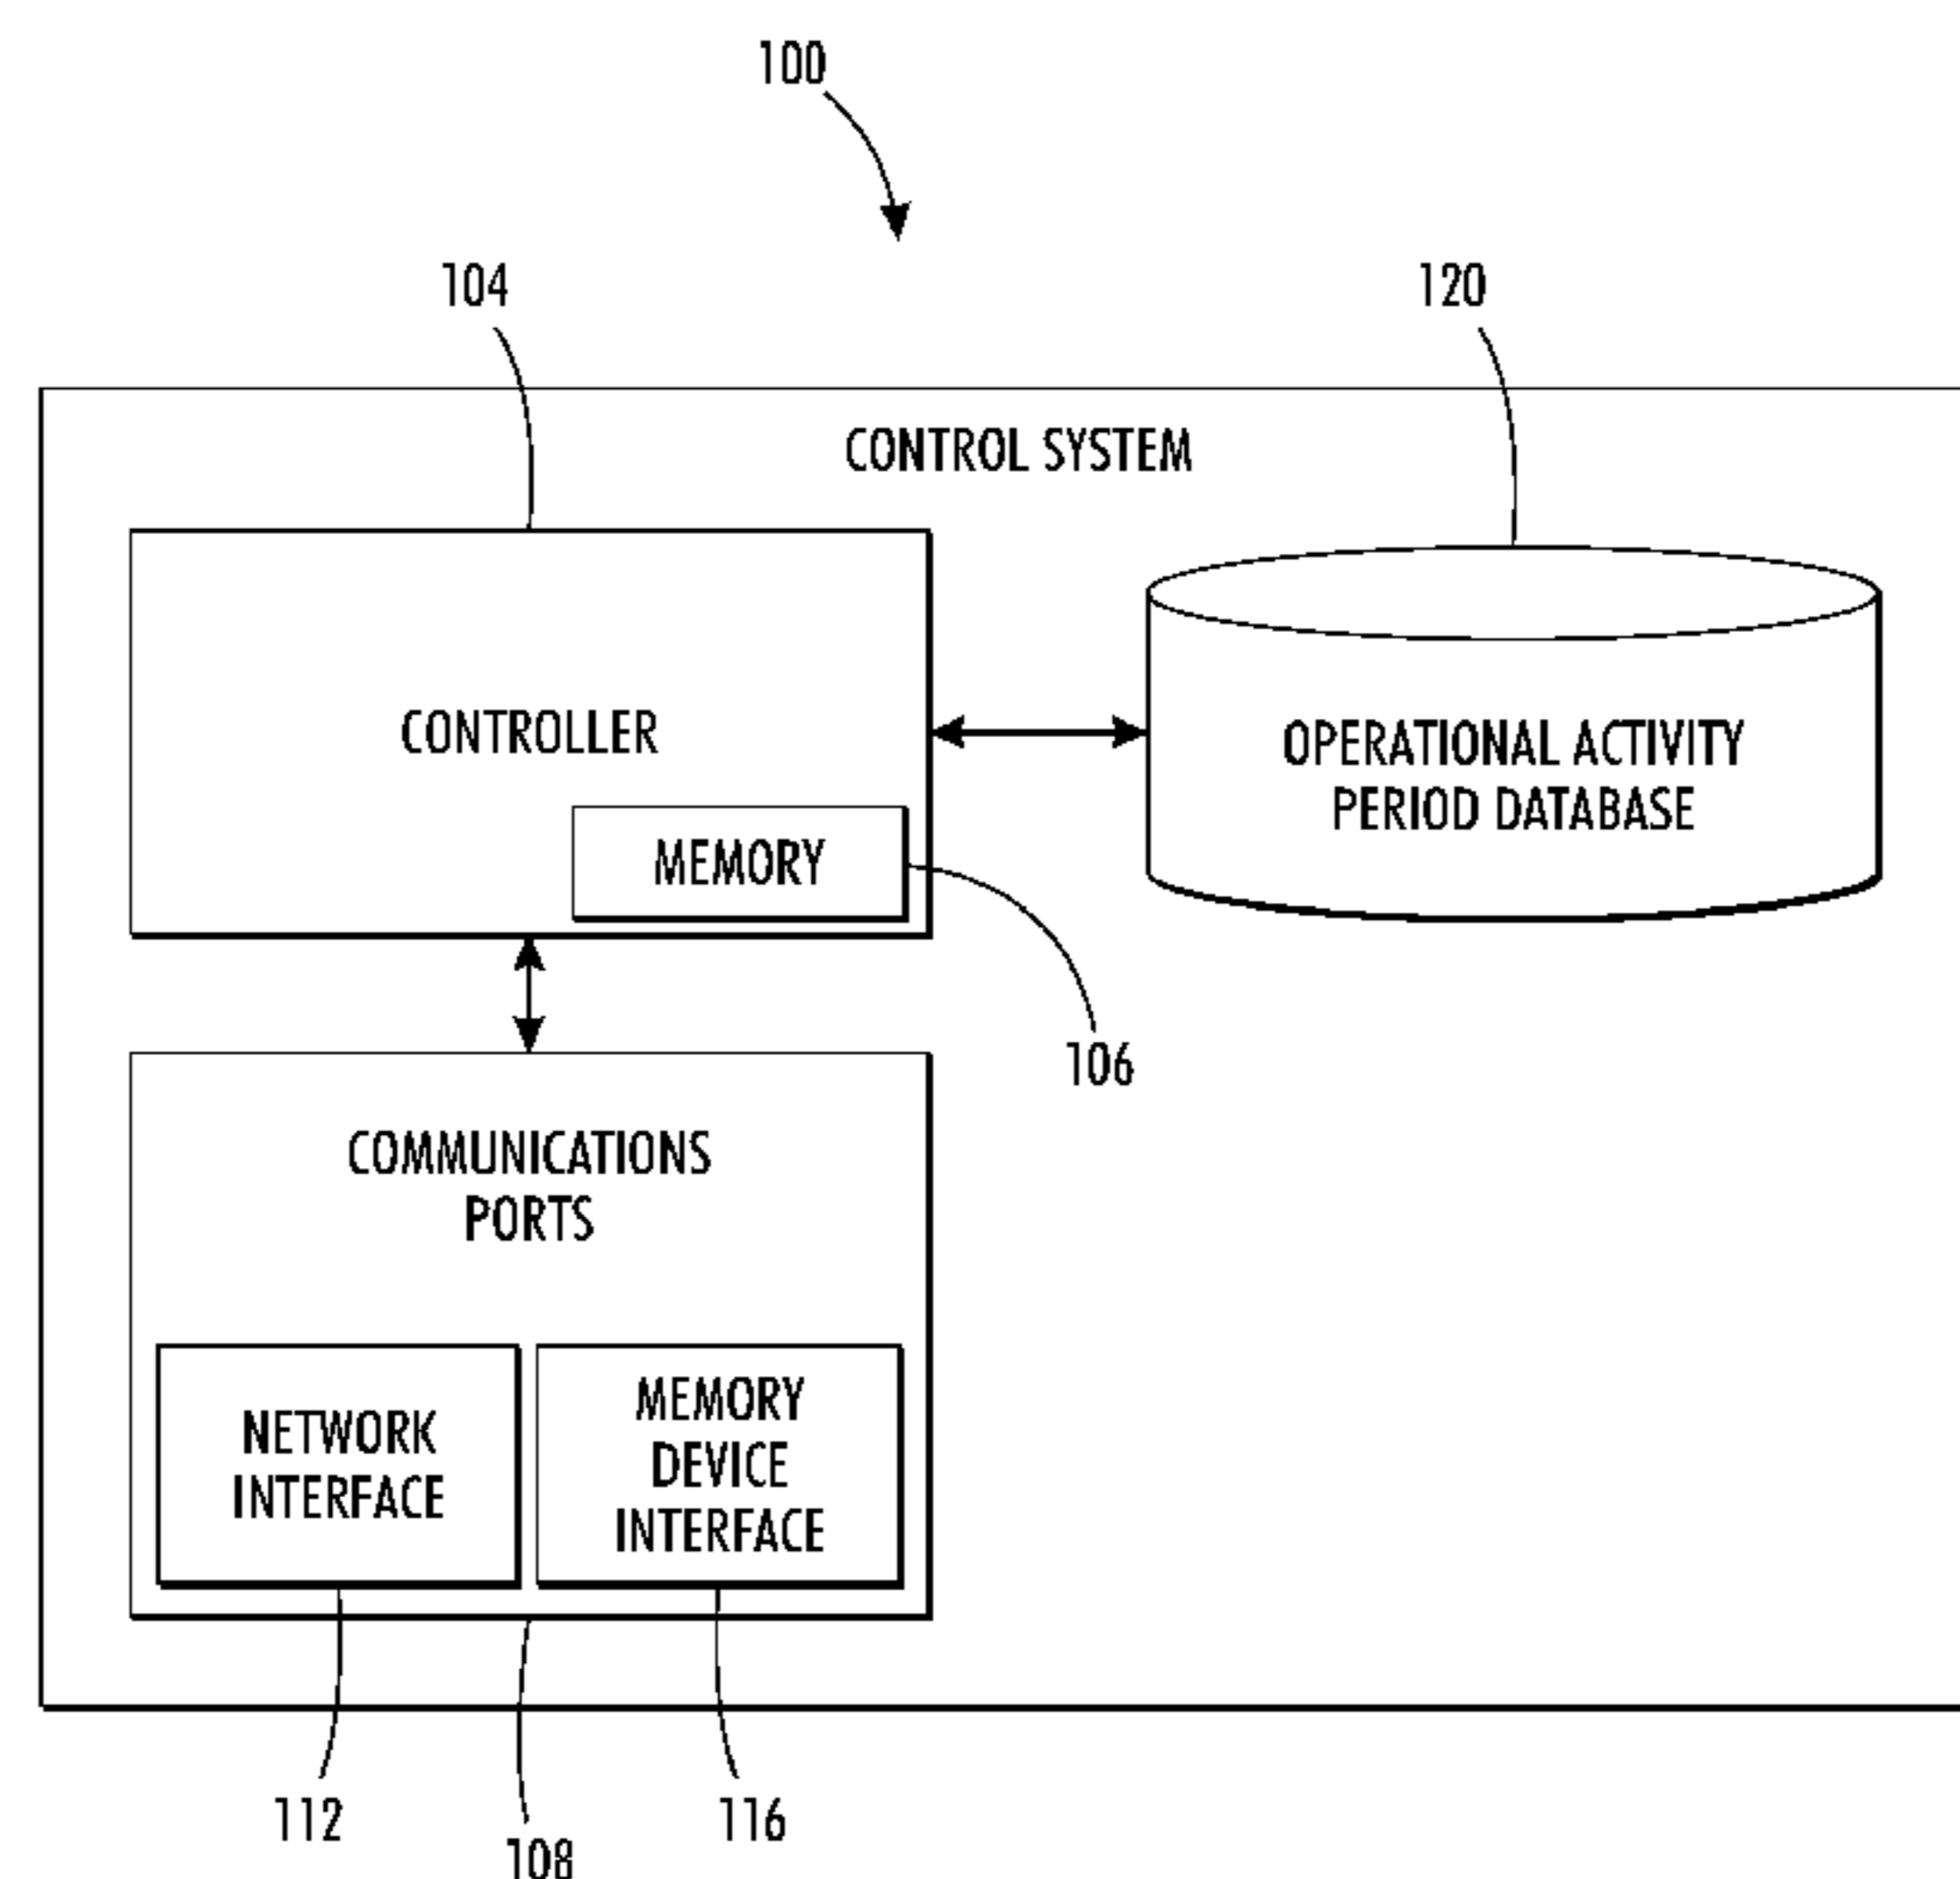 100
104
120
CONTROL SYSTEM
CONTROLLER
OPERATIONAL ACTIVITY
PERIOD DATABASE
MEMORY
106
COMMUNICATIONS
PORTS
NETWORK
INTERFACE
MEMORY
DEVICE
INTERFACE
112
108
116